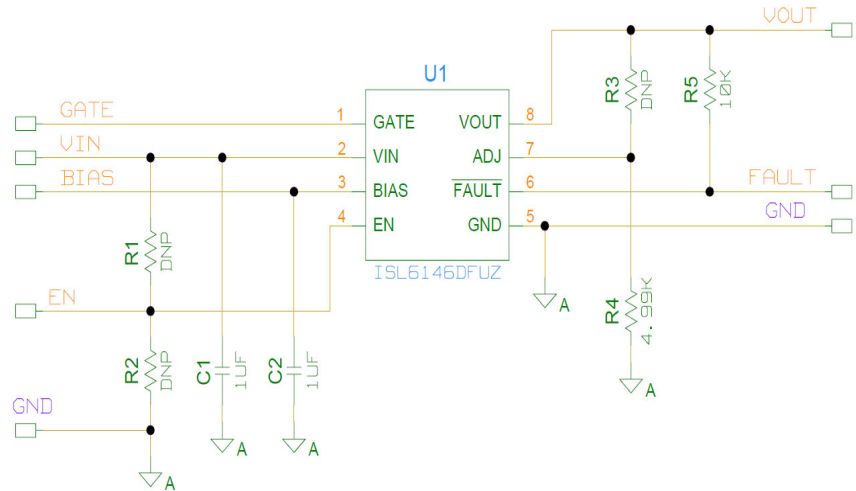 VOUT
U1
R3
DNP
R5
10K
GATE
1
GATE
VOUT
8
VIN
2
VIN
ADJ
7
BIAS
3
BIAS
FAULT
6
FAULT
4
EN
GND
5
GND
ISL6146DFUZ
R1
DNP
EN
A
R4
4.99K
R2
DNP
C1
1UF
C2
1UF
A
GND
A
A
A